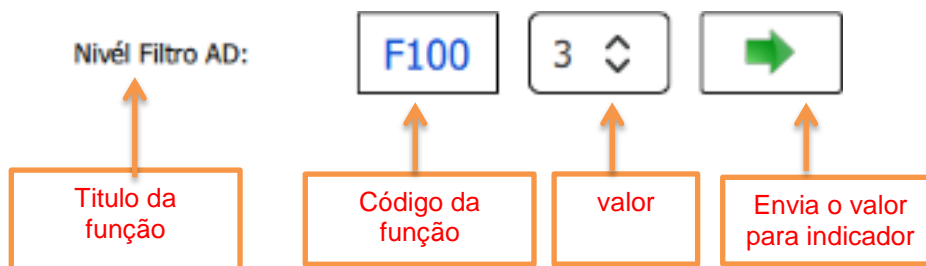 Nivél Filtro AD: F100 3
Titulo da
função
Código da
função
valor
Envia o valor
para indicador